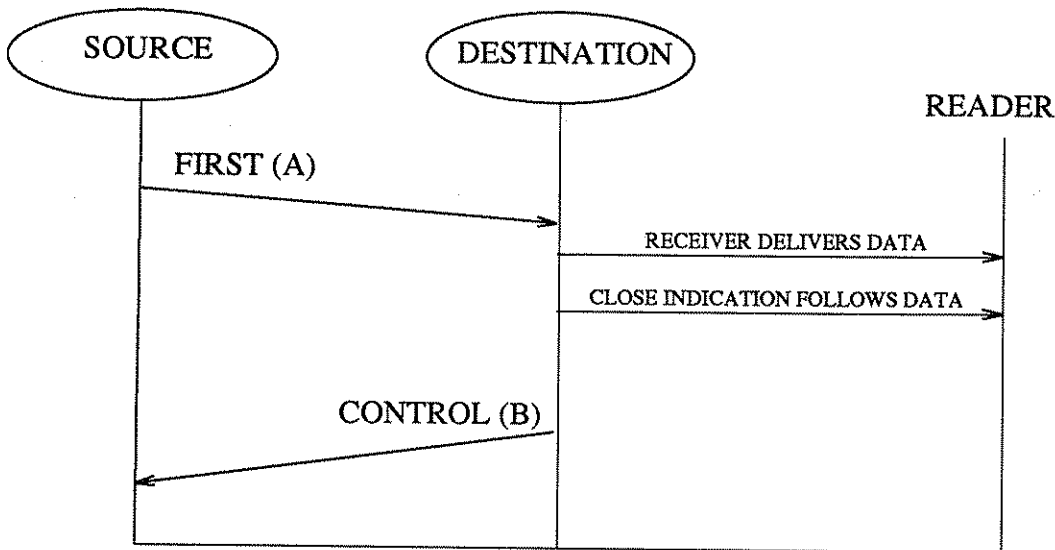 SOURCE
DESTINATION
READER
FIRST (A)
RECEIVER DELIVERS DATA
CLOSE INDICATION FOLLOWS DATA
CONTROL (B)